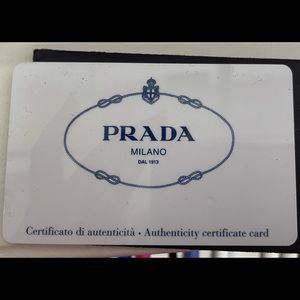 PRADA
MILANO
DAL 1913
Certificato di autenticità • Authenticity certificate card